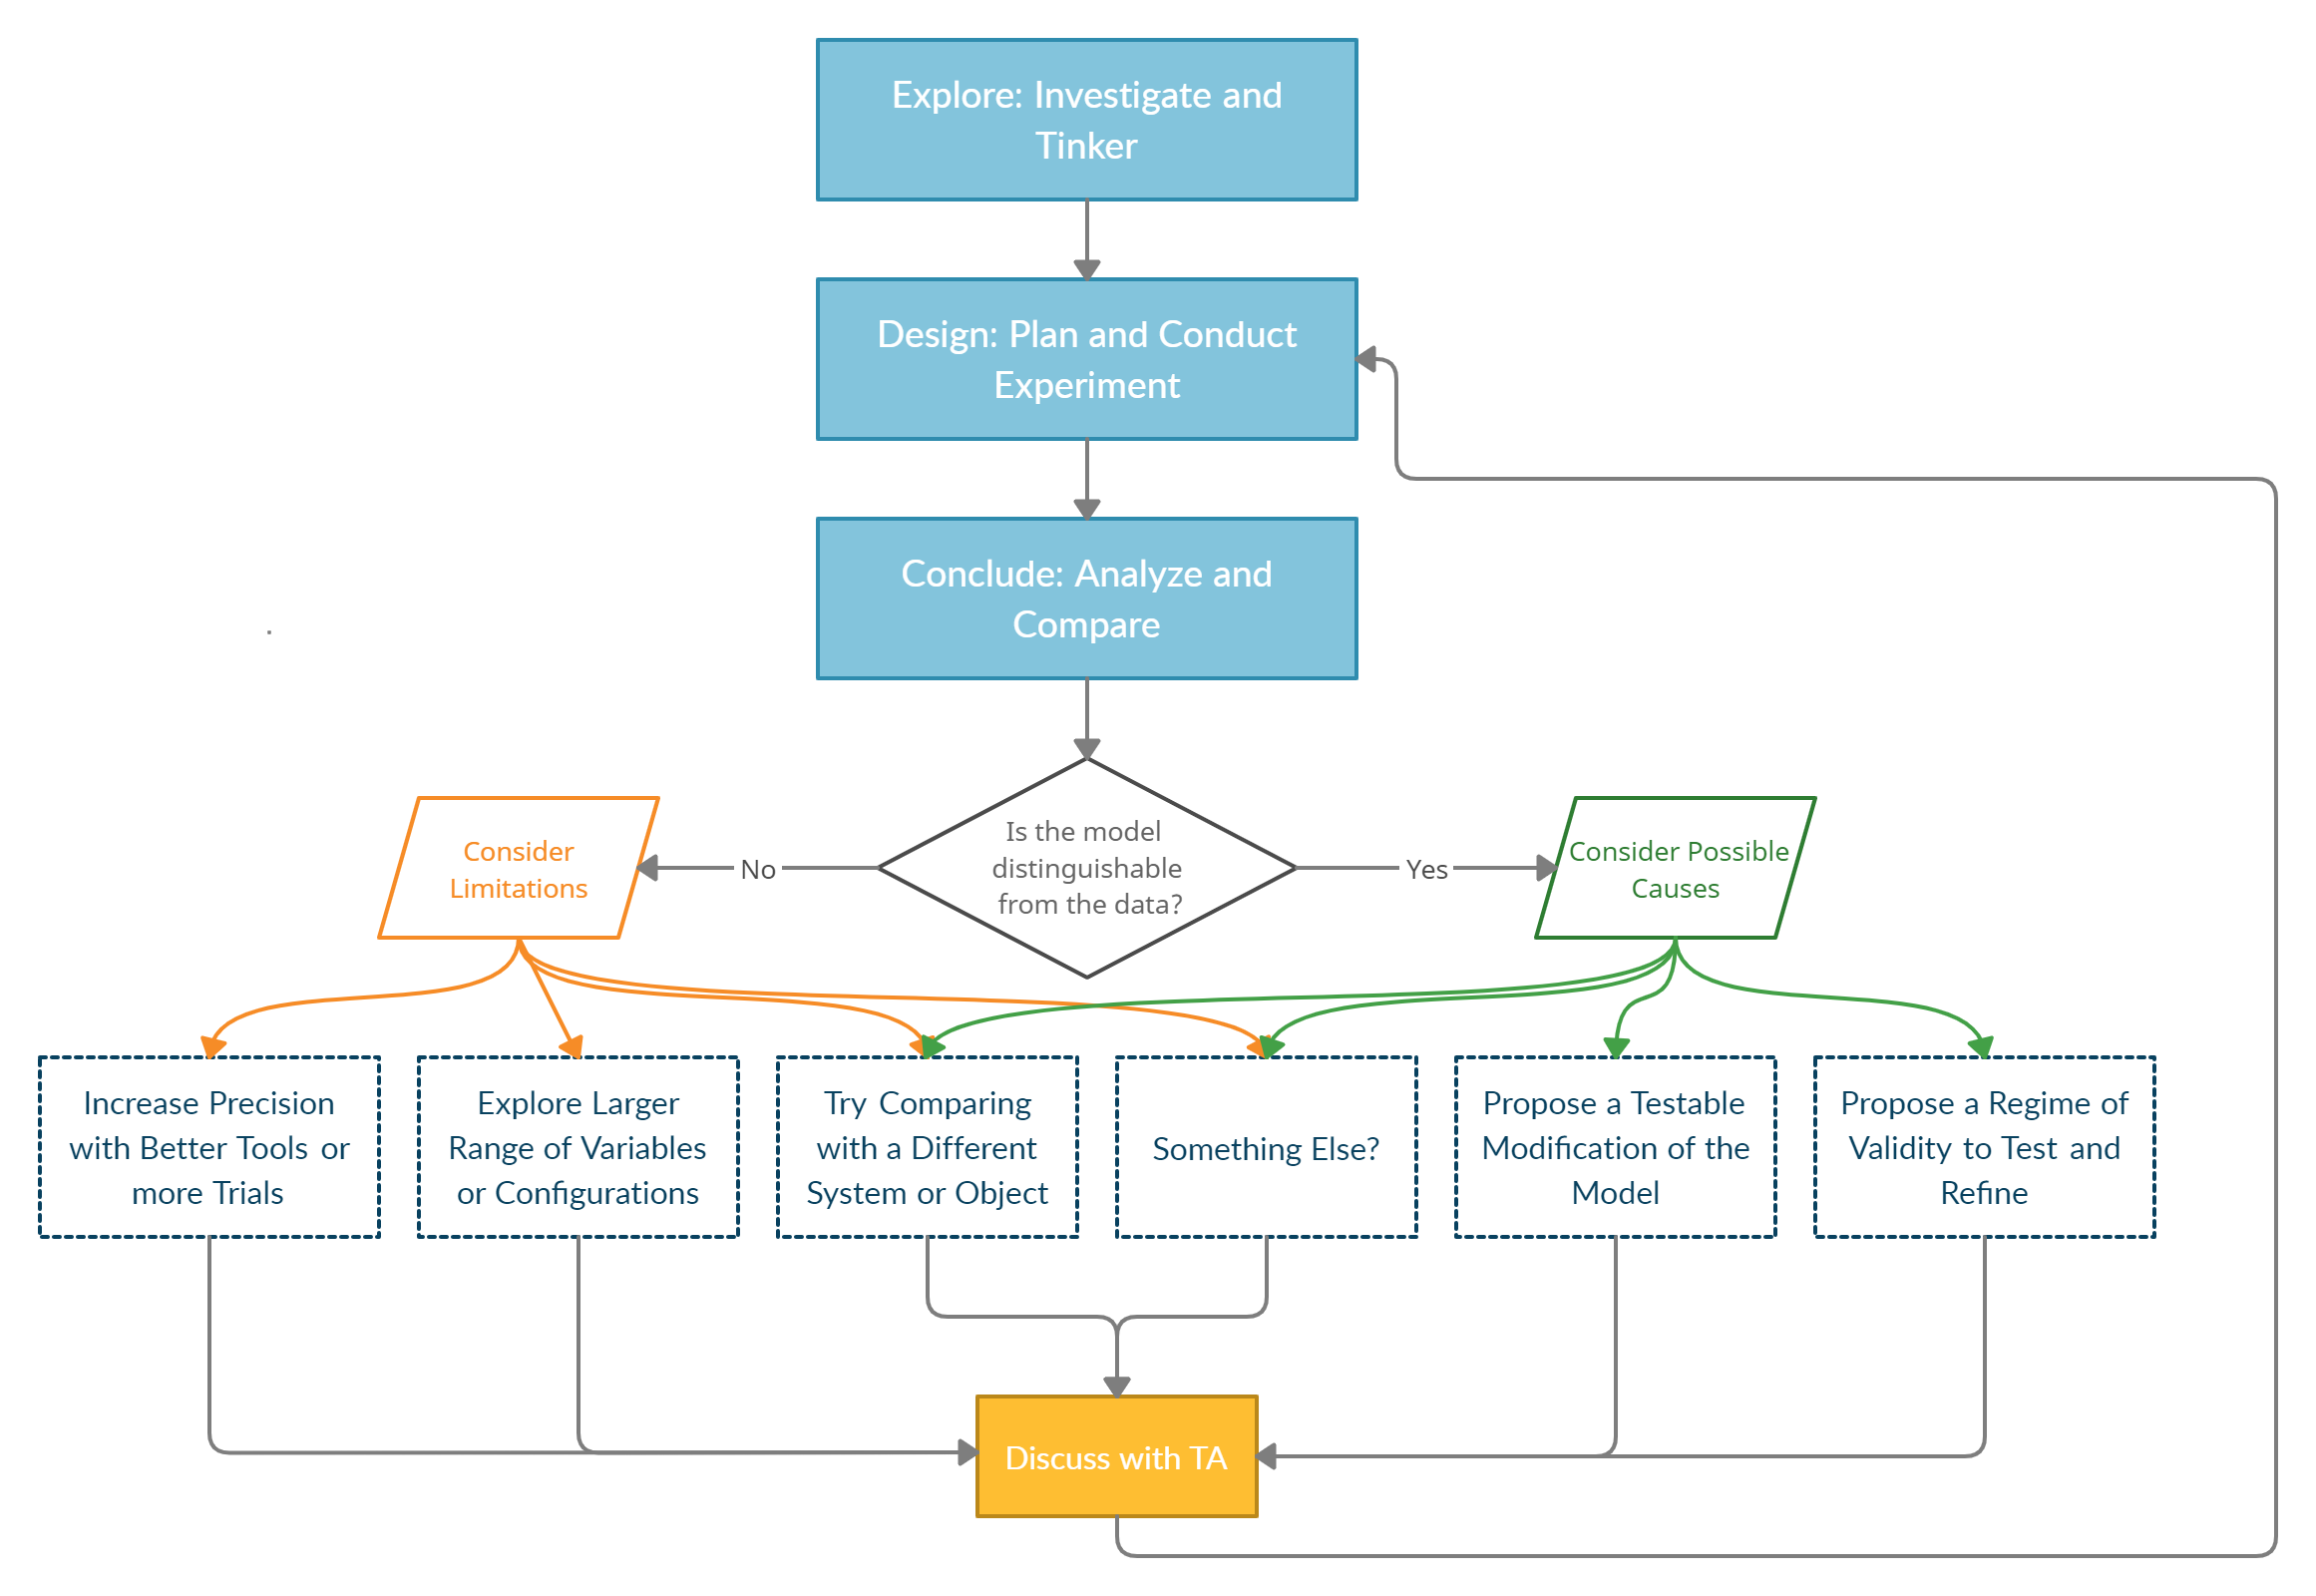 Explore: Investigate and
Tinker
Design: Plan and Conduct
Experiment
Conclude: Analyze and
Compare
Is the model
distinguishable
from the data?
No
Yes
Consider
Limitations
Consider Possible
Causes
Increase Precision
with Better Tools or
more Trials
Explore Larger
Range of Variables
or Configurations
Try Comparing
with a Different
System or Object
Something Else?
Propose a Testable
Modification of the
Model
Propose a Regime of
Validity to Test and
Refine
Discuss with TA